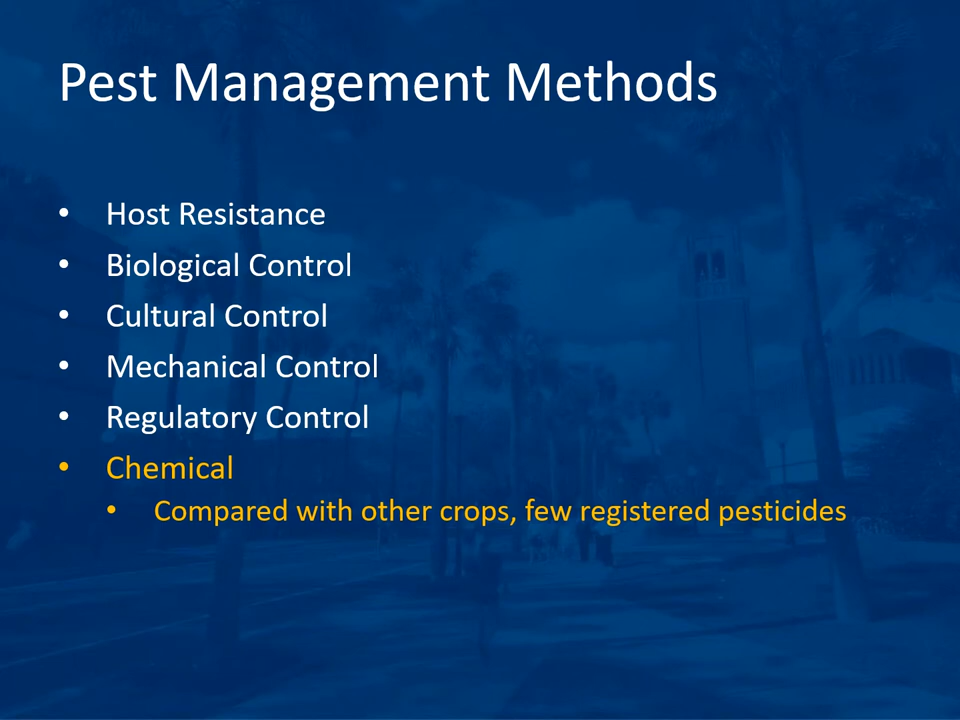 Pest Management Methods
• Host Resistance
• Biological Control
• Cultural Control
• Mechanical Control
• Regulatory Control
• Chemical
• Compared with other crops, few registered pesticides